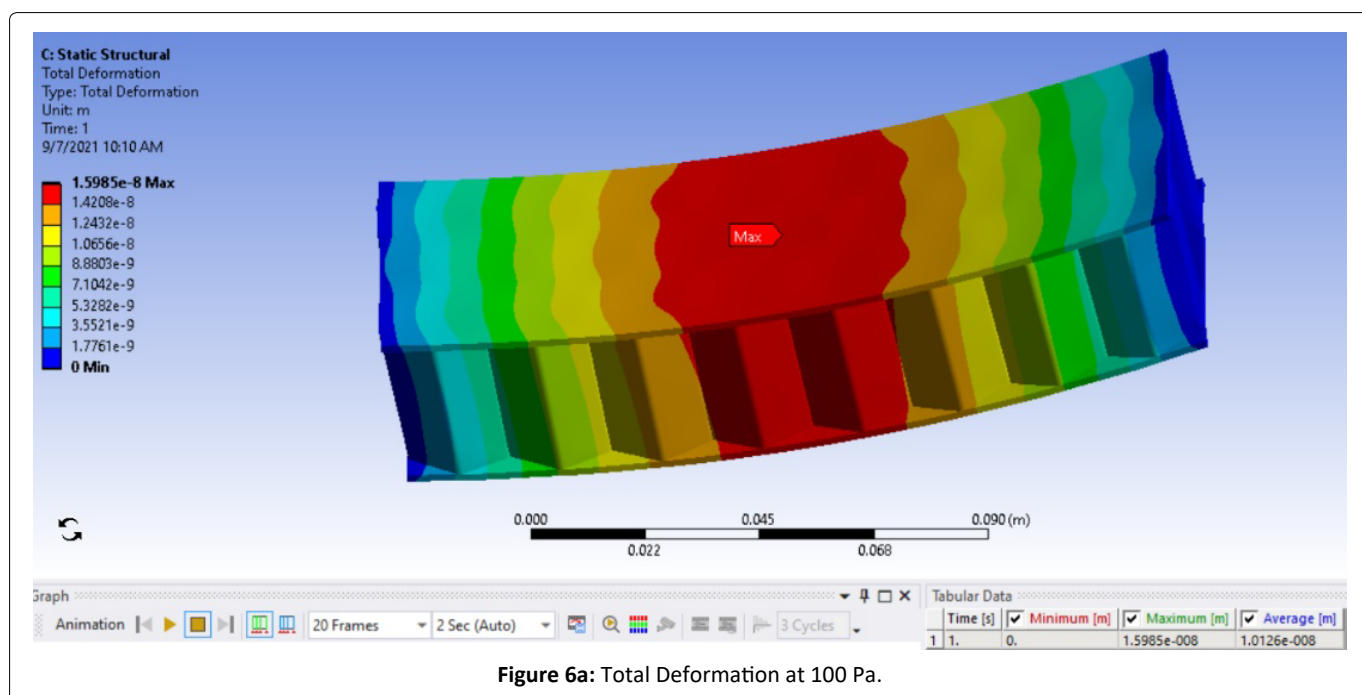 C: Static Structural
Total Deformation
Type: Total Deformation
Unit: m
Time: 1
9/7/2021 10:10 AM
1.5985e-8 Max
1.4208e-8
1.2432e-8
1.0656e-8
8.8803e-9
7.1042e-9
5.3282e-9
3.5521e-9
1.7761e-9
0 Min
Max
0.000 0.045 0.090 (m)
0.022 0.068
Graph
Animation 20 Frames 2 Sec (Auto) 3 Cycles
Tabular Data
Time [s] Minimum [m] Maximum [m] Average [m]
1 1. 0. 1.5985e-008 1.0126e-008
Figure 6a: Total Deformation at 100 Pa.